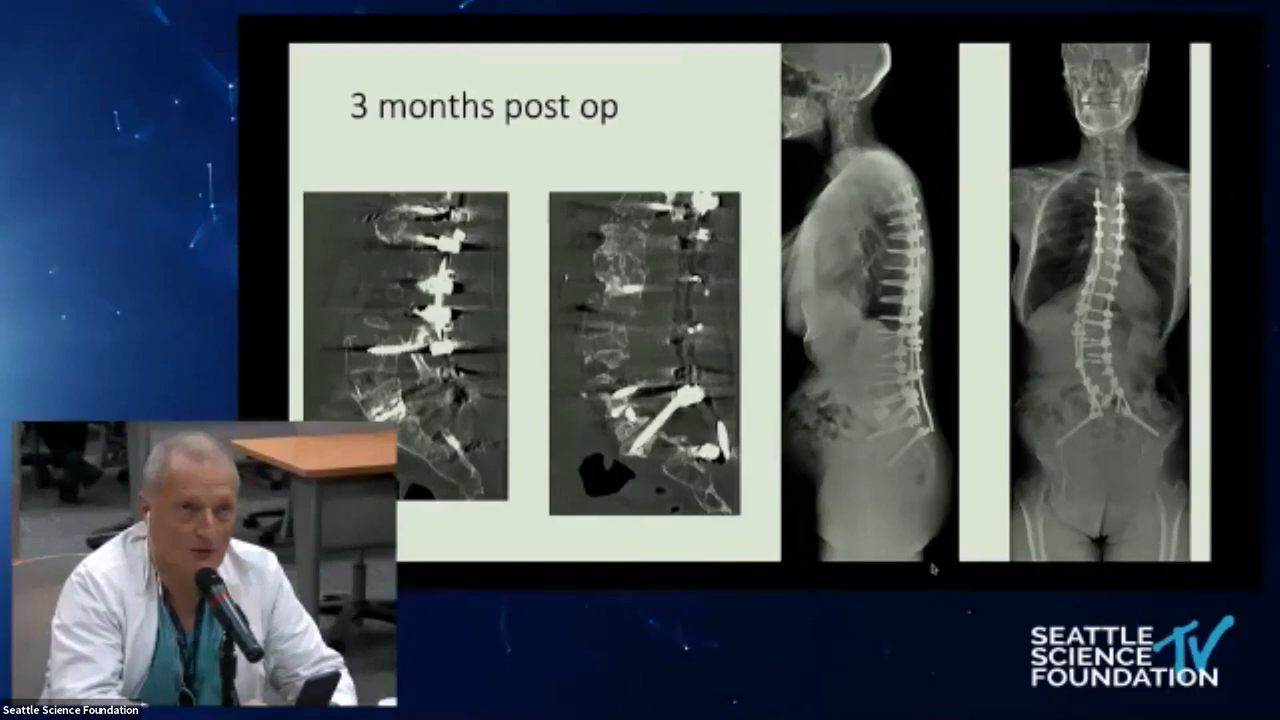 3 months post op
SEATTLE
SCIENCE TV
FOUNDATION
Seattle Science Foundation